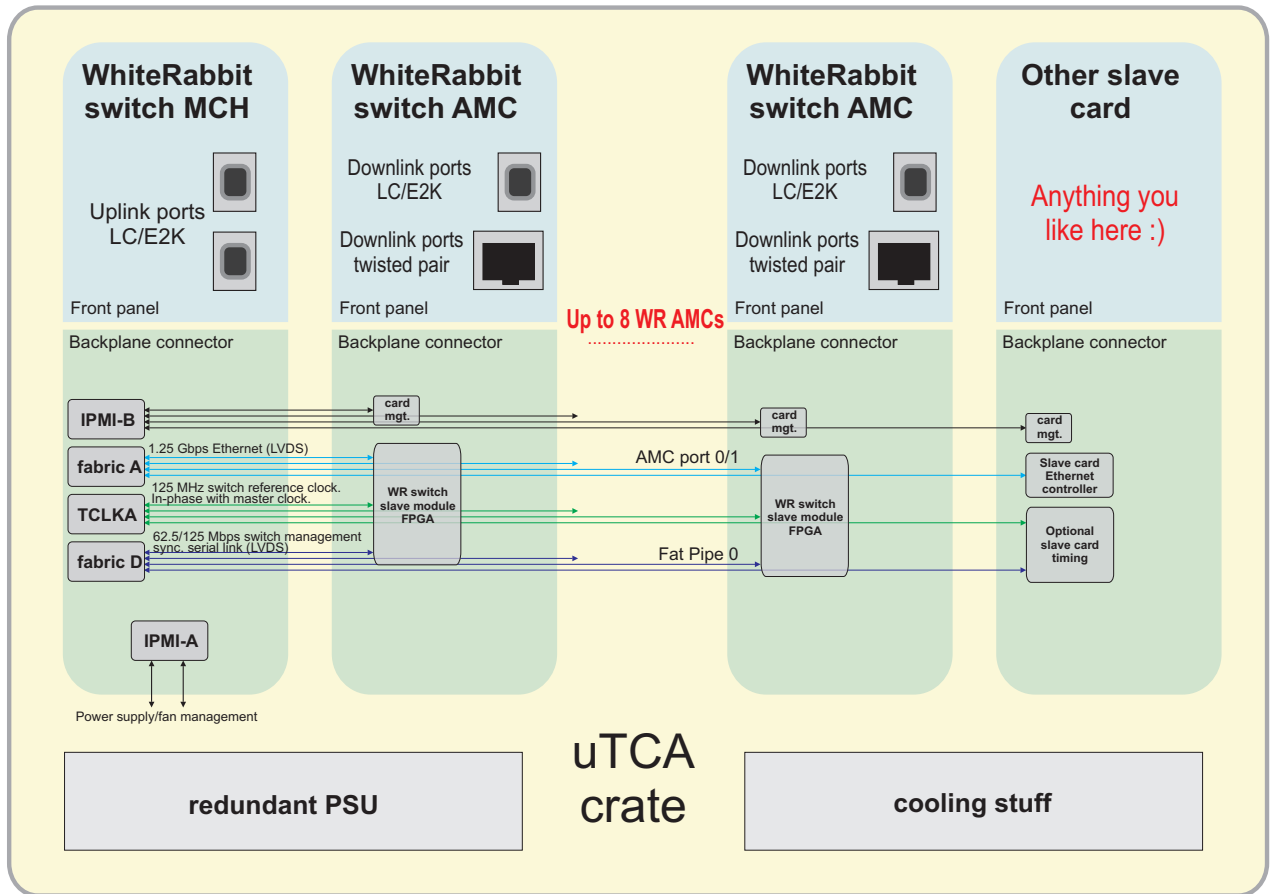 WhiteRabbit
switch MCH
Uplink ports
LC/E2K
Front panel
WhiteRabbit
switch AMC
Downlink ports
LC/E2K
Downlink ports
twisted pair
Front panel
Up to 8 WR AMCs
WhiteRabbit
switch AMC
Downlink ports
LC/E2K
Downlink ports
twisted pair
Front panel
Other slave
card
Anything you
like here :)
Front panel
Backplane connector
Backplane connector
Backplane connector
Backplane connector
IPMI-B
card
mgt.
card
mgt.
card
mgt.
fabric A
1.25 Gbps Ethernet (LVDS)
AMC port 0/1
Slave card
Ethernet
controller
TCLKA
125 MHz switch reference clock.
In-phase with master clock.
WR switch
slave module
FPGA
WR switch
slave module
FPGA
Optional
slave card
timing
fabric D
62.5/125 Mbps switch management
sync. serial link (LVDS)
Fat Pipe 0
IPMI-A
Power supply/fan management
redundant PSU
uTCA
crate
cooling stuff